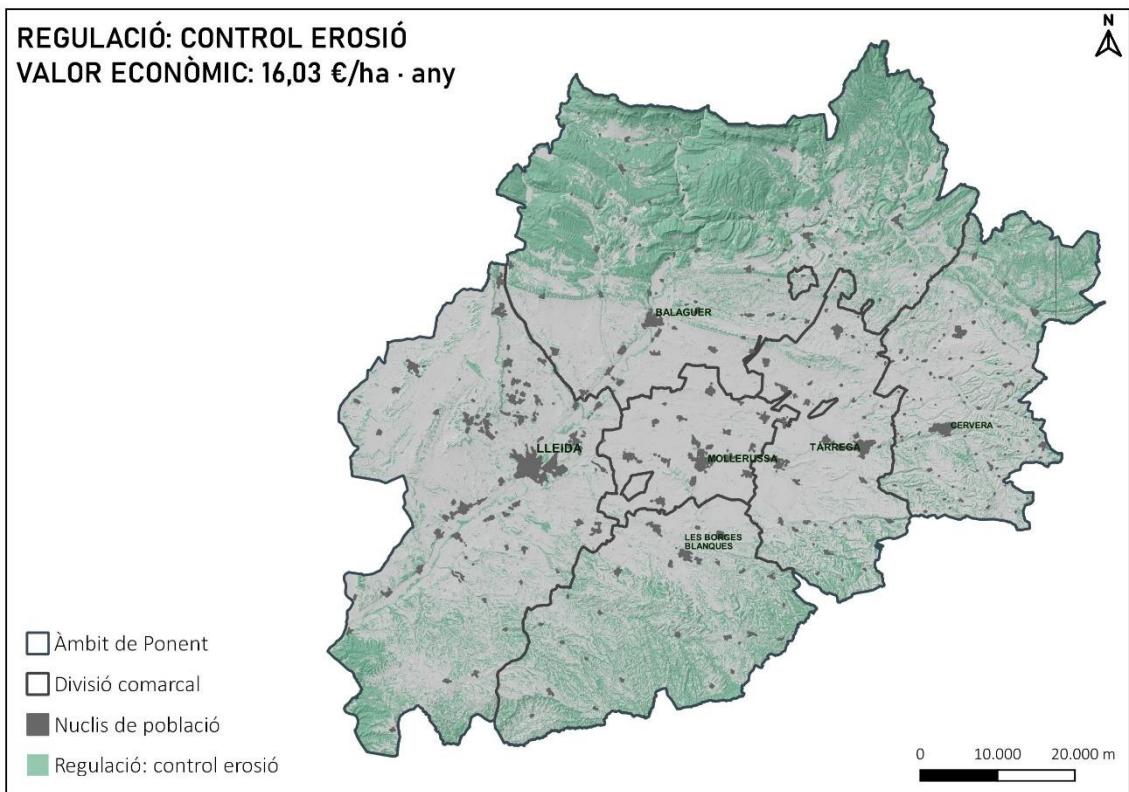 REGULACIÓ: CONTROL EROSIÓ
VALOR ECONÒMIC: 16,03 €/ha · any
N
BALAGUER
LLEIDA
MOLLERUSSA
TÀRREGA
CERVERA
LES BORGES
BLANQUES
Àmbit de Ponent
Divisió comarcal
Nuclis de població
Regulació: control erosió
0 10.000 20.000 m